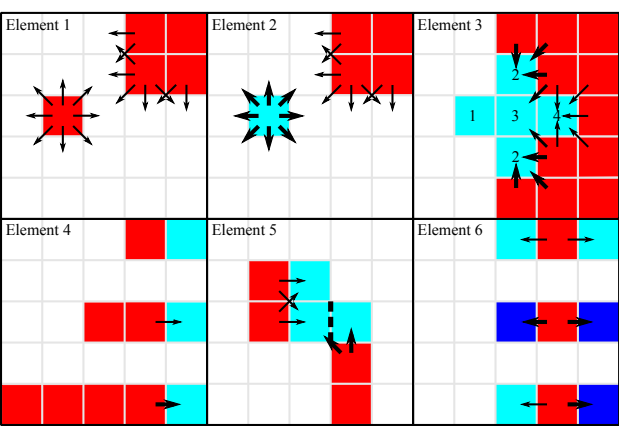 Element 1
Element 2
Element 3
2
1
3
4
2
Element 4
Element 5
Element 6